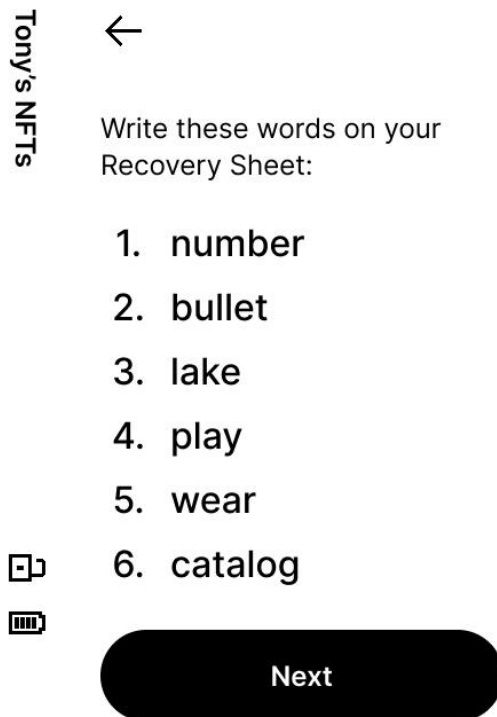 Tony's NFTs
Write these words on your
Recovery Sheet:
1. number
2. bullet
3. lake
4. play
5. wear
6. catalog
Next